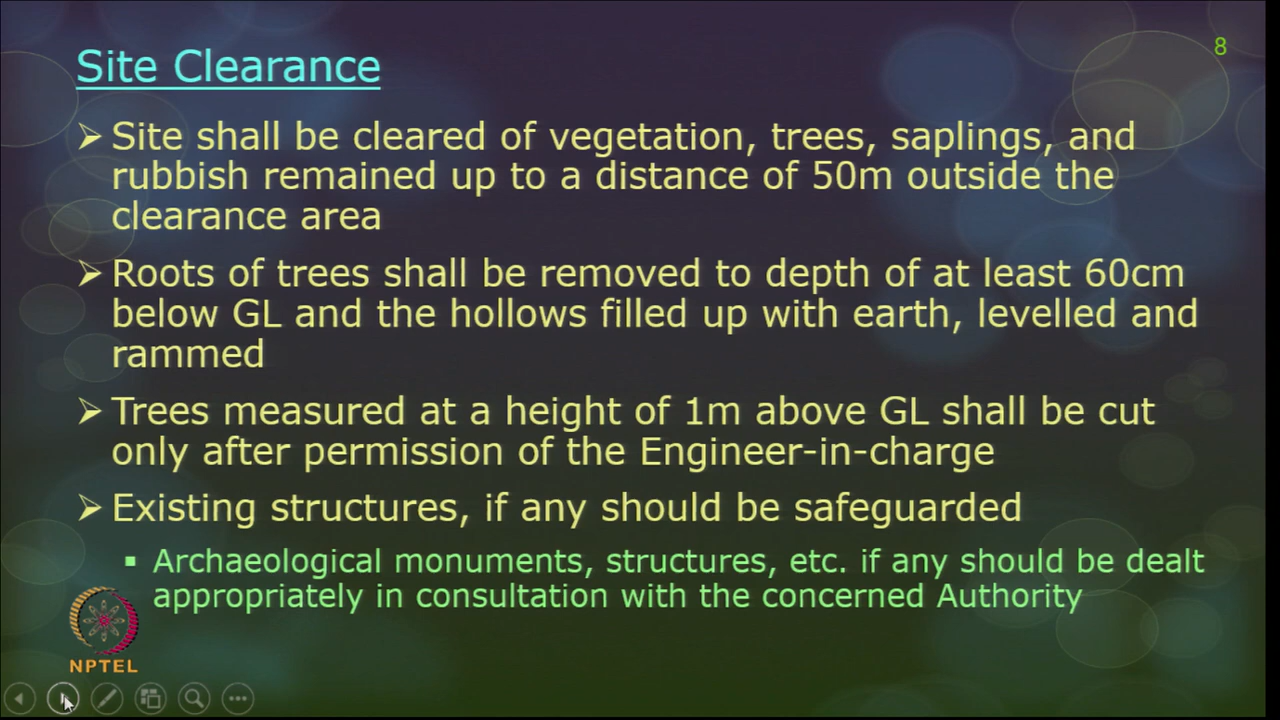 8
Site Clearance
➢ Site shall be cleared of vegetation, trees, saplings, and
rubbish remained up to a distance of 50m outside the
clearance area
➢ Roots of trees shall be removed to depth of at least 60cm
below GL and the hollows filled up with earth, levelled and
rammed
➢ Trees measured at a height of 1m above GL shall be cut
only after permission of the Engineer-in-charge
➢ Existing structures, if any should be safeguarded
▪ Archaeological monuments, structures, etc. if any should be dealt
appropriately in consultation with the concerned Authority
NPTEL